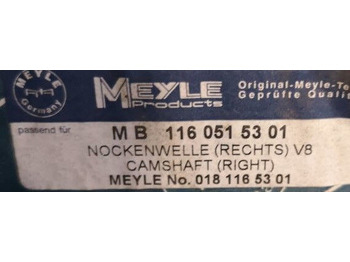 MEYLE
Germany
MEYLE
Products
Original-Meyle-Te
Geprüfte Qualit
passend für
MB 116 051 53 01
NOCKENWELLE (RECHTS) V8
CAMSHAFT (RIGHT)
MEYLE No. 018 116 53 01